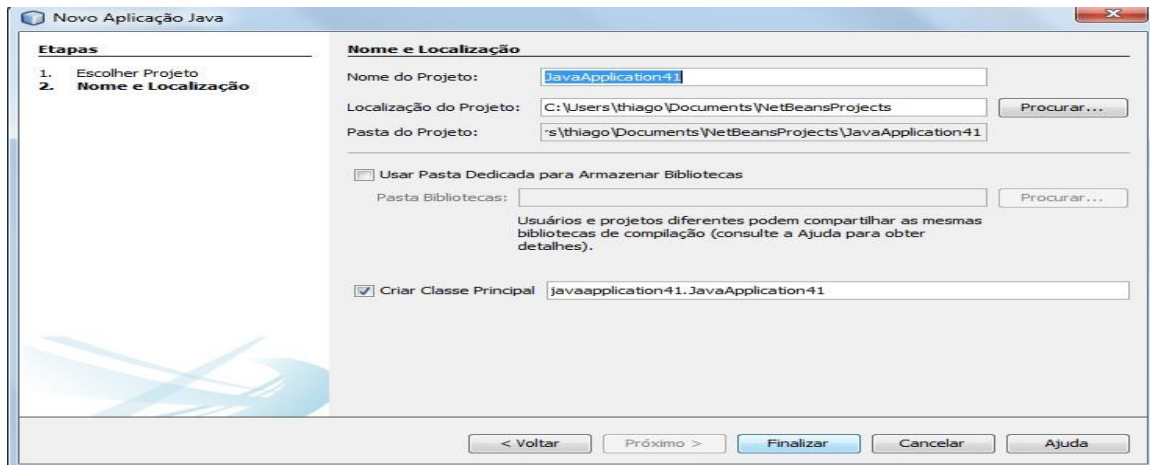 Novo Aplicação Java
Etapas
1. Escolher Projeto
2. Nome e Localização
Nome e Localização
Nome do Projeto: JavaApplication41
Localização do Projeto: C:\Users\thiago\Documents\NetBeansProjects Procurar...
Pasta do Projeto: 's\thiago\Documents\NetBeansProjects\JavaApplication41
Usar Pasta Dedicada para Armazenar Bibliotecas
Pasta Bibliotecas: Procurar...
Usuários e projetos diferentes podem compartilhar as mesmas
bibliotecas de compilação (consulte a Ajuda para obter
detalhes).
Criar Classe Principal javaapplication41.JavaApplication41
< Voltar Próximo > Finalizar Cancelar Ajuda